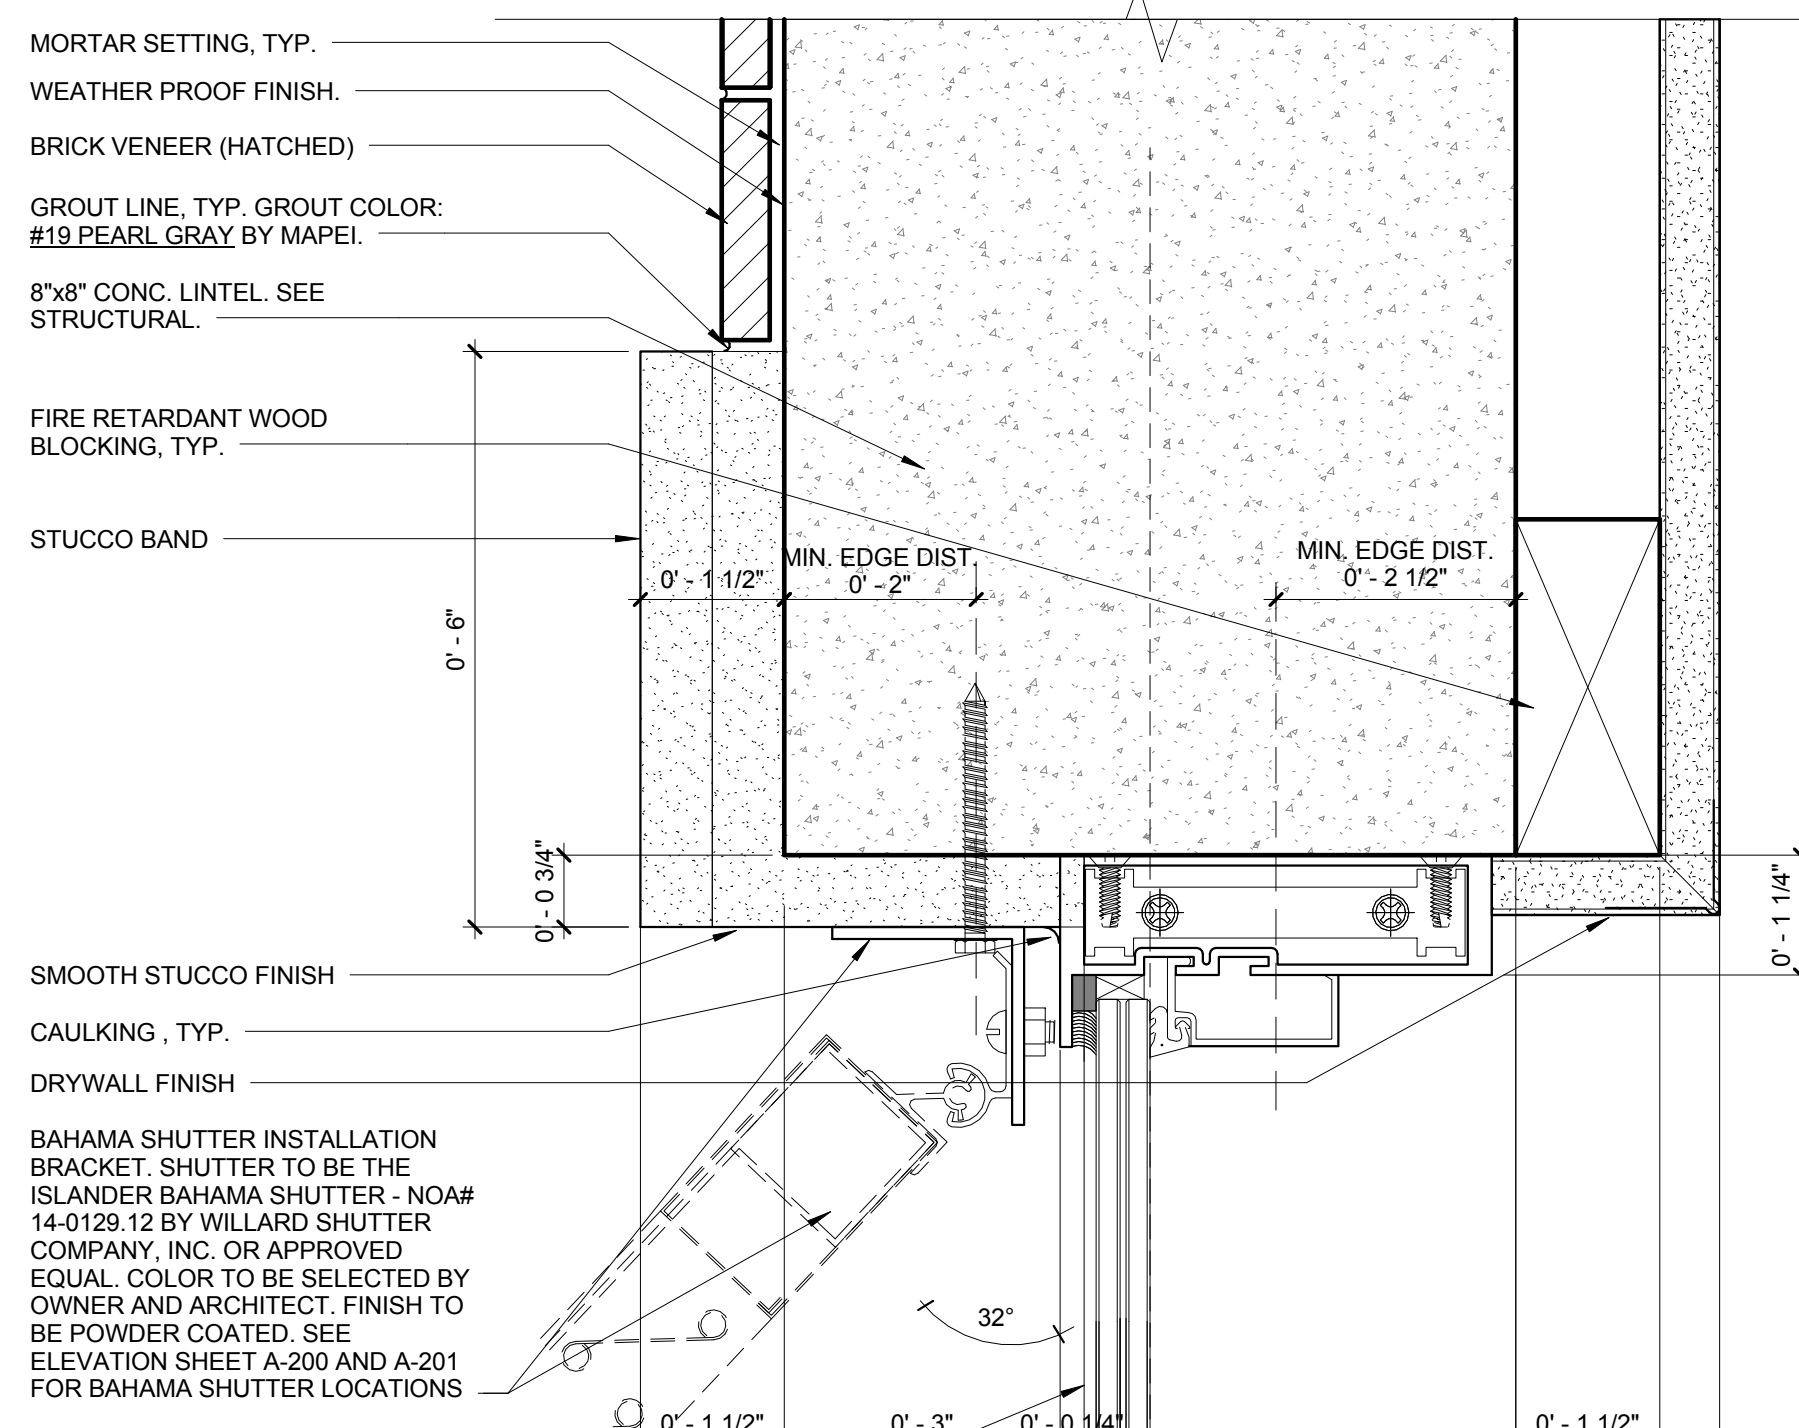 MORTAR SETTING, TYP.
WEATHER PROOF FINISH.
BRICK VENEER (HATCHED)
GROUT LINE, TYP. GROUT COLOR:
#19 PEARL GRAY BY MAPEI.
8"x8" CONC. LINTEL. SEE
STRUCTURAL.
FIRE RETARDANT WOOD
BLOCKING, TYP.
STUCCO BAND
0' - 6"
0' - 1 1/2"
MIN. EDGE DIST.
0' - 2"
MIN. EDGE DIST.
0' - 2 1/2"
0' - 0 3/4"
0' - 1 1/4"
SMOOTH STUCCO FINISH
CAULKING , TYP.
DRYWALL FINISH
BAHAMA SHUTTER INSTALLATION
BRACKET. SHUTTER TO BE THE
ISLANDER BAHAMA SHUTTER - NOA#
14-0129.12 BY WILLARD SHUTTER
COMPANY, INC. OR APPROVED
EQUAL. COLOR TO BE SELECTED BY
OWNER AND ARCHITECT. FINISH TO
BE POWDER COATED. SEE
ELEVATION SHEET A-200 AND A-201
FOR BAHAMA SHUTTER LOCATIONS
32°
0' - 1 1/2"
0' - 3"
0' - 0 1/4"
0' - 1 1/2"